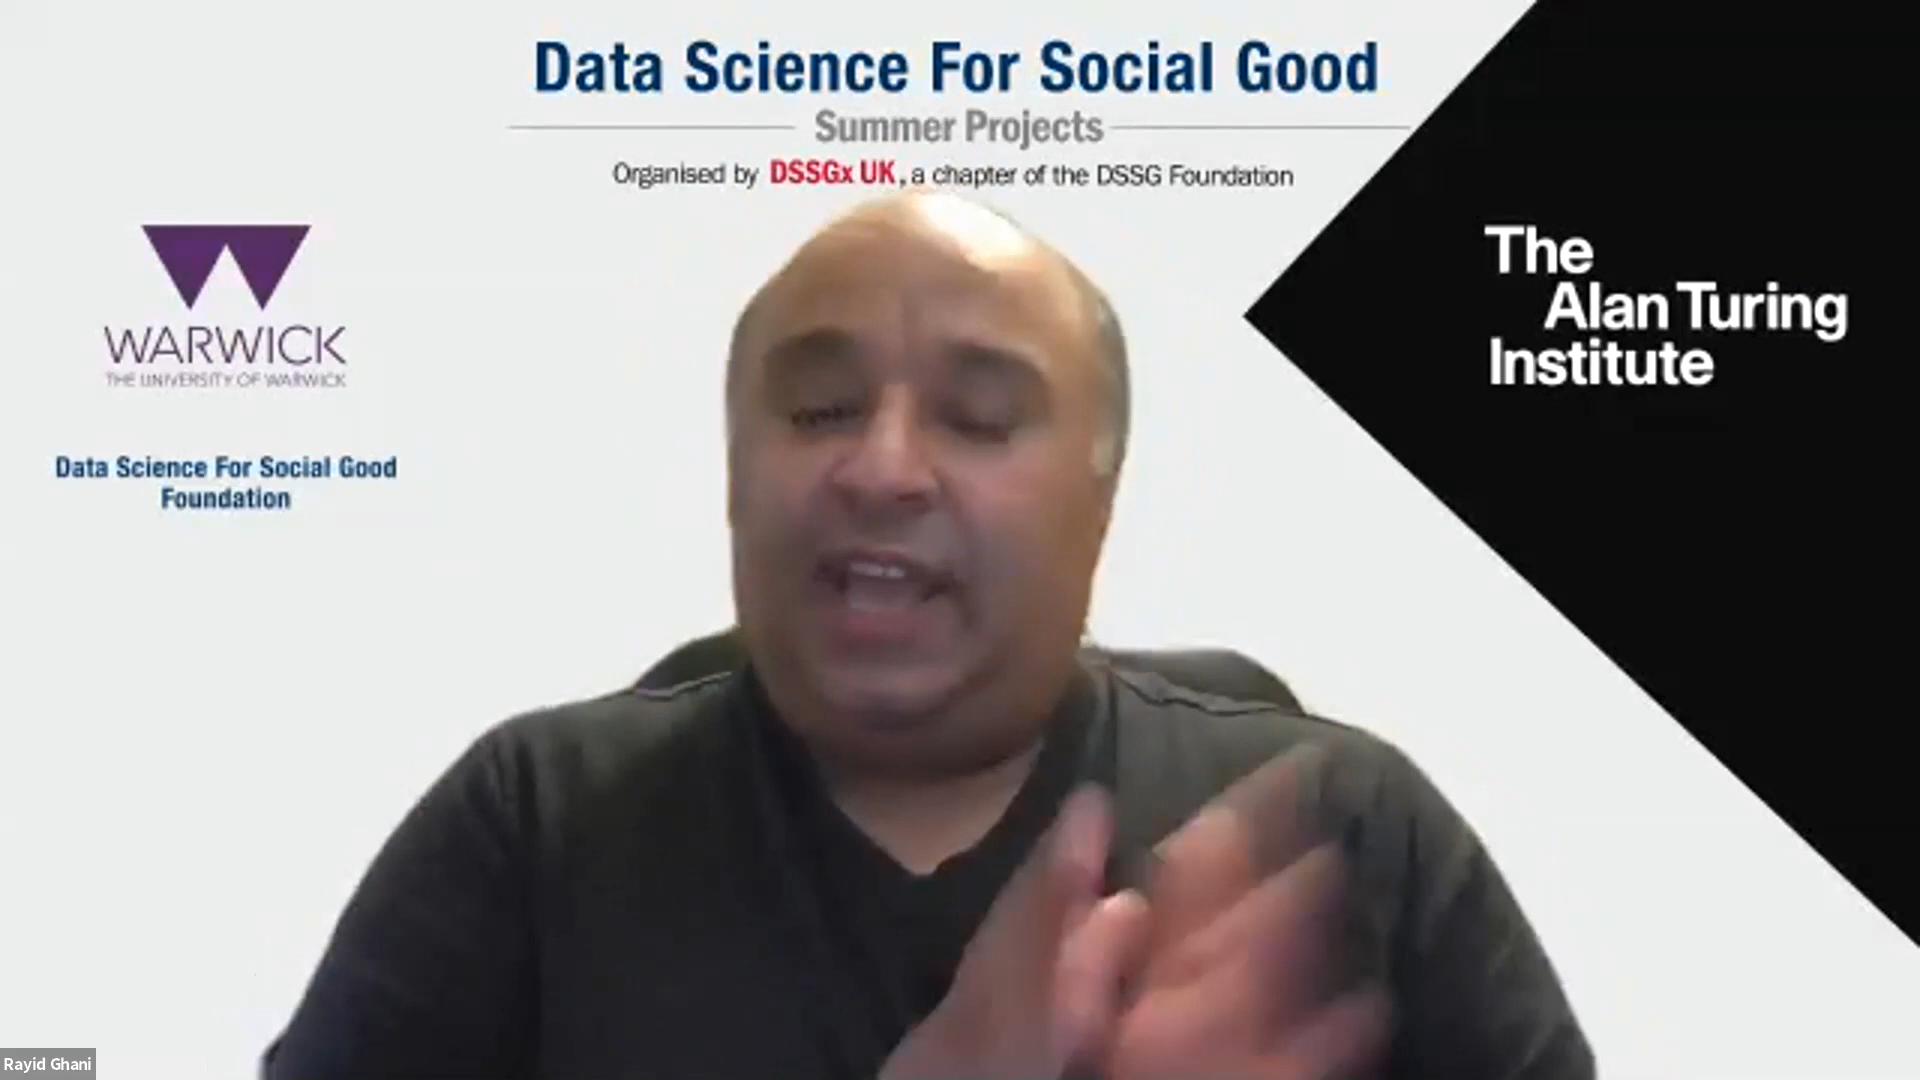 Data Science For Social Good
Summer Projects
Organised by DSSGx UK, a chapter of the DSSG Foundation
WARWICK
THE UNIVERSITY OF WARWICK
Data Science For Social Good
Foundation
The
Alan Turing
Institute
Rayid Ghani